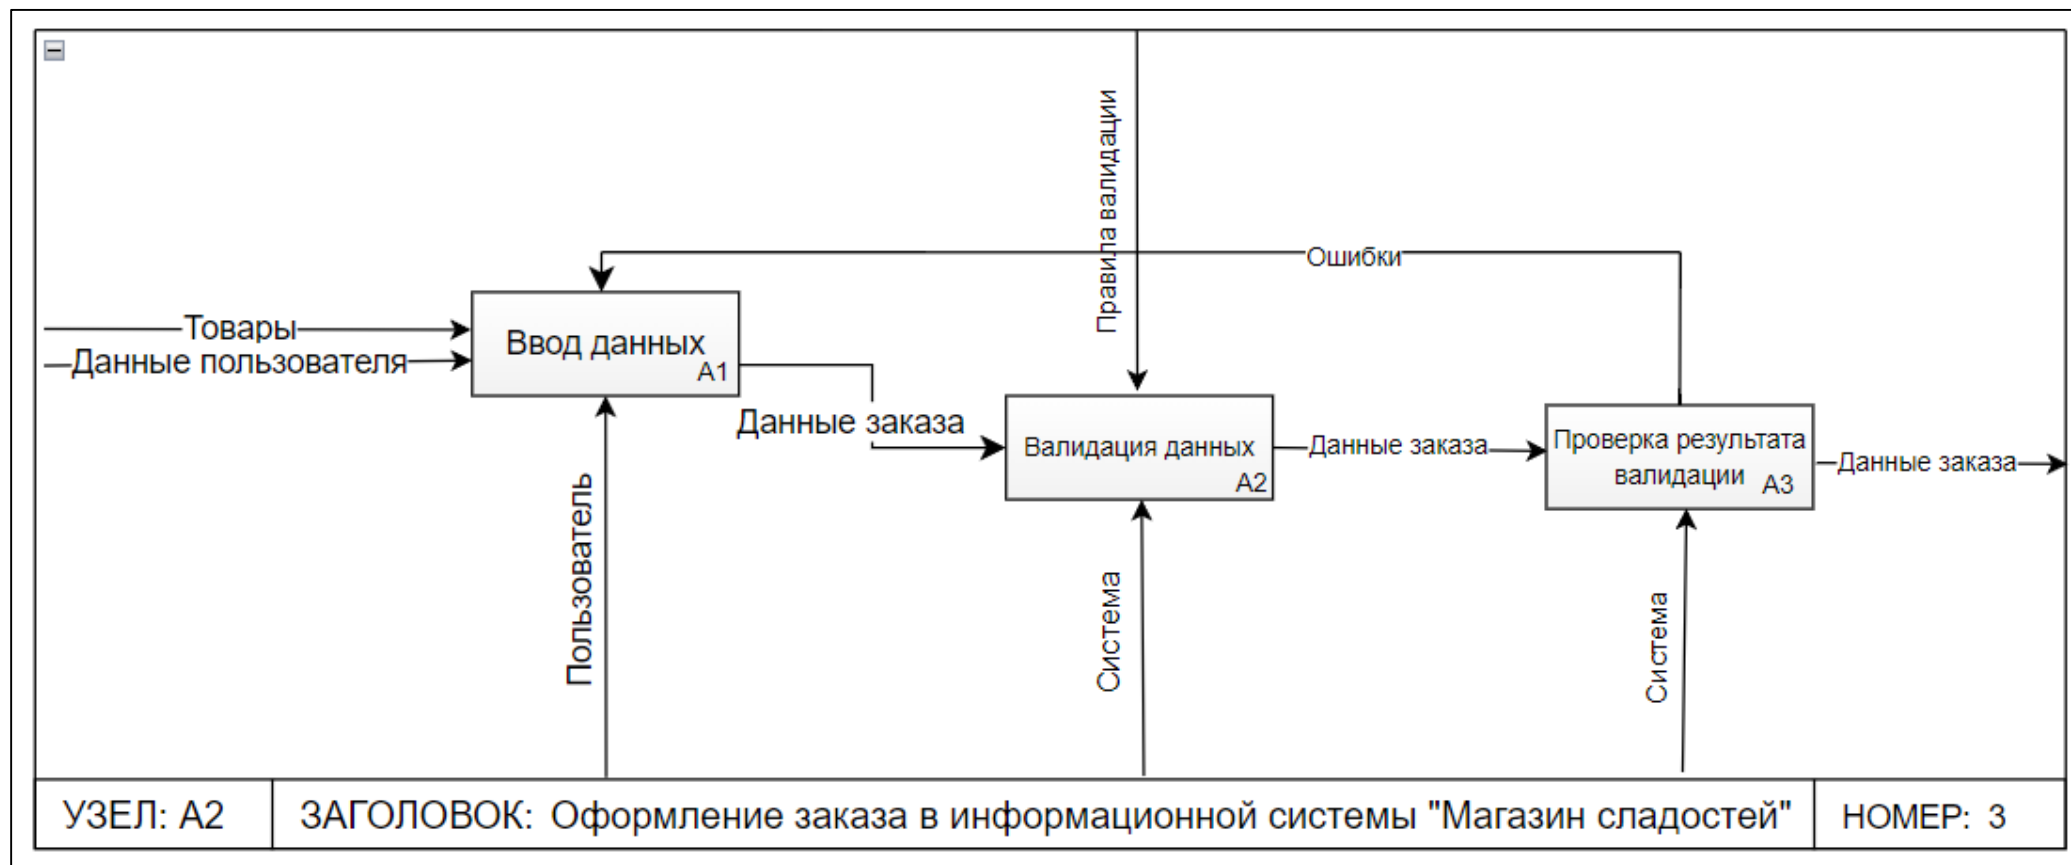 Правила валидации
Ошибки
Товары
Данные пользователя
Ввод данных
A1
Данные заказа
Валидация данных
A2
Данные заказа
Проверка результата
валидации A3
Данные заказа
Пользователь
Система
Система
УЗЕЛ: A2
ЗАГОЛОВОК: Оформление заказа в информационной системы "Магазин сладостей"
НОМЕР: 3